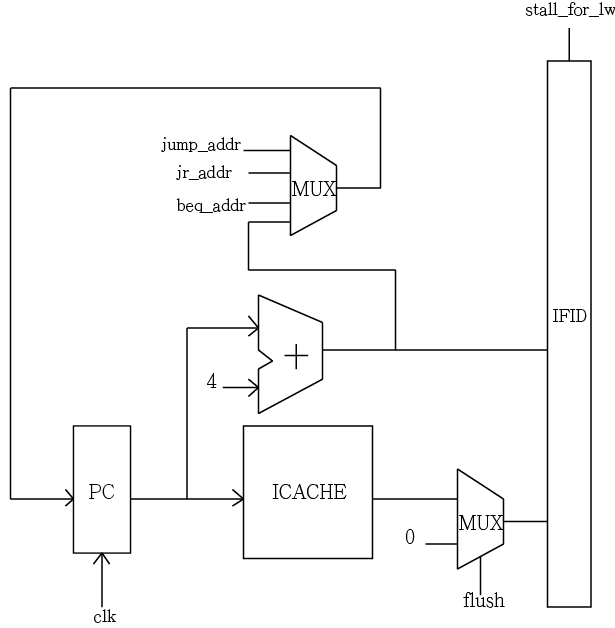 stall_for_lw
jump_addr
jr_addr
MUX
beq_addr
IFID
+
4
PC
ICACHE
MUX
0
flush
clk